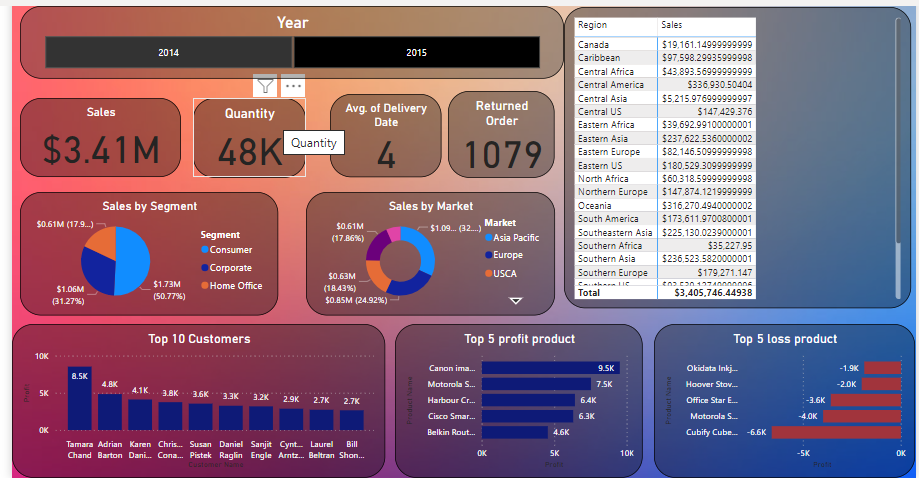 Year
2014
2015
Sales
$3.41M
Quantity
48K
Quantity
Avg. of Delivery
Date
4
Returned
Order
1079
Region Sales
Canada $19,161.14999999999
Caribbean $97,598.29935999998
Central Africa $43,893.56999999999
Central America $336,930.50404
Central Asia $5,215.976999999997
Central US $147,429.376
Eastern Africa $39,692.99100000001
Eastern Asia $237,622.5360000002
Eastern Europe $82,146.5099999998
Eastern US $180,529.3099999999
North Africa $60,318.59999999998
Northern Europe $147,874.1219999999
Oceania $316,270.4940000002
South America $173,611.9700800001
Southeastern Asia $225,130.0239000001
Southern Africa $35,227.95
Southern Asia $236,523.5820000001
Southern Europe $179,271.147
Southern US
Total $3,405,746.44938
Sales by Segment
$0.61M (17.9...)
$1.06M
(31.27%)
$1.73M
(50.77%)
Segment
Consumer
Corporate
Home Office
Sales by Market
$0.61M
(17.86%)
$1.09... (32....)
$0.63M
(18.43%)
$0.85M (24.92%)
Market
Asia Pacific
Europe
USCA
Top 10 Customers
Profit
10K
5K
0K
8.5K
4.8K
4.1K
3.8K
3.6K
3.3K
3.2K
2.9K
2.7K
2.7K
Tamara Adrian Karen Chris... Susan Daniel Sanjit Cynt... Laurel Bill
Chand Barton Dani... Cona... Pistek Raglin Engle Arntz... Beltran Shon...
Customer Name
Top 5 profit product
Product Name
Canon ima... 9.5K
Motorola S... 7.5K
Harbour Cr... 6.4K
Cisco Smar... 6.3K
Belkin Rout... 4.6K
0K 5K 10K
Profit
Top 5 loss product
Product Name
Okidata Inkj... -1.9K
Hoover Stov... -2.0K
Office Star E... -3.6K
Motorola S... -4.0K
Cubify Cube... -6.6K
-5K 0K
Profit